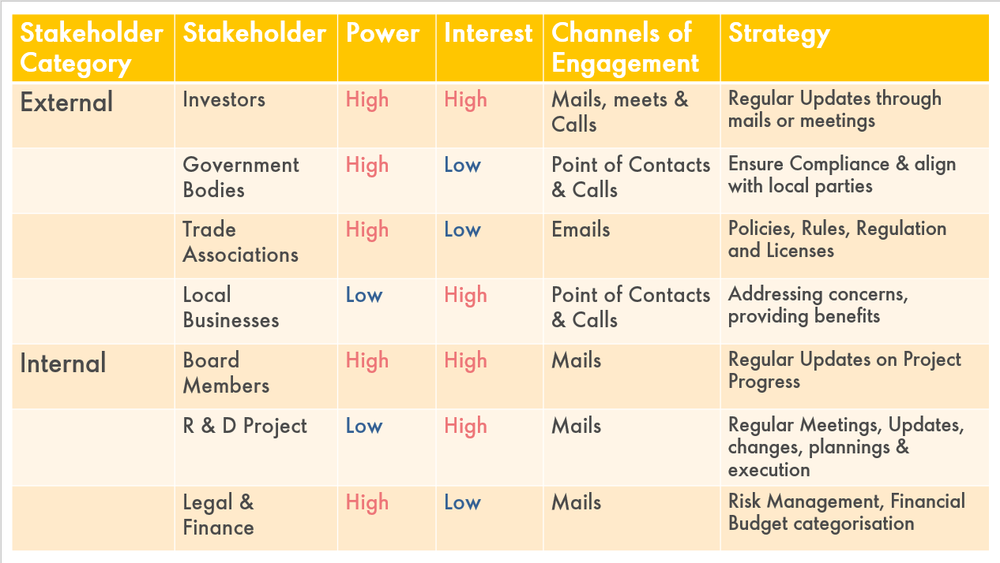 Stakeholder Category Stakeholder Power Interest Channels of Engagement Strategy
External Investors High High Mails, meets & Calls Regular Updates through mails or meetings
Government Bodies High Low Point of Contacts & Calls Ensure Compliance & align with local parties
Trade Associations High Low Emails Policies, Rules, Regulation and Licenses
Local Businesses Low High Point of Contacts & Calls Addressing concerns, providing benefits
Internal Board Members High High Mails Regular Updates on Project Progress
R & D Project Low High Mails Regular Meetings, Updates, changes, plannings & execution
Legal & Finance High Low Mails Risk Management, Financial Budget categorisation